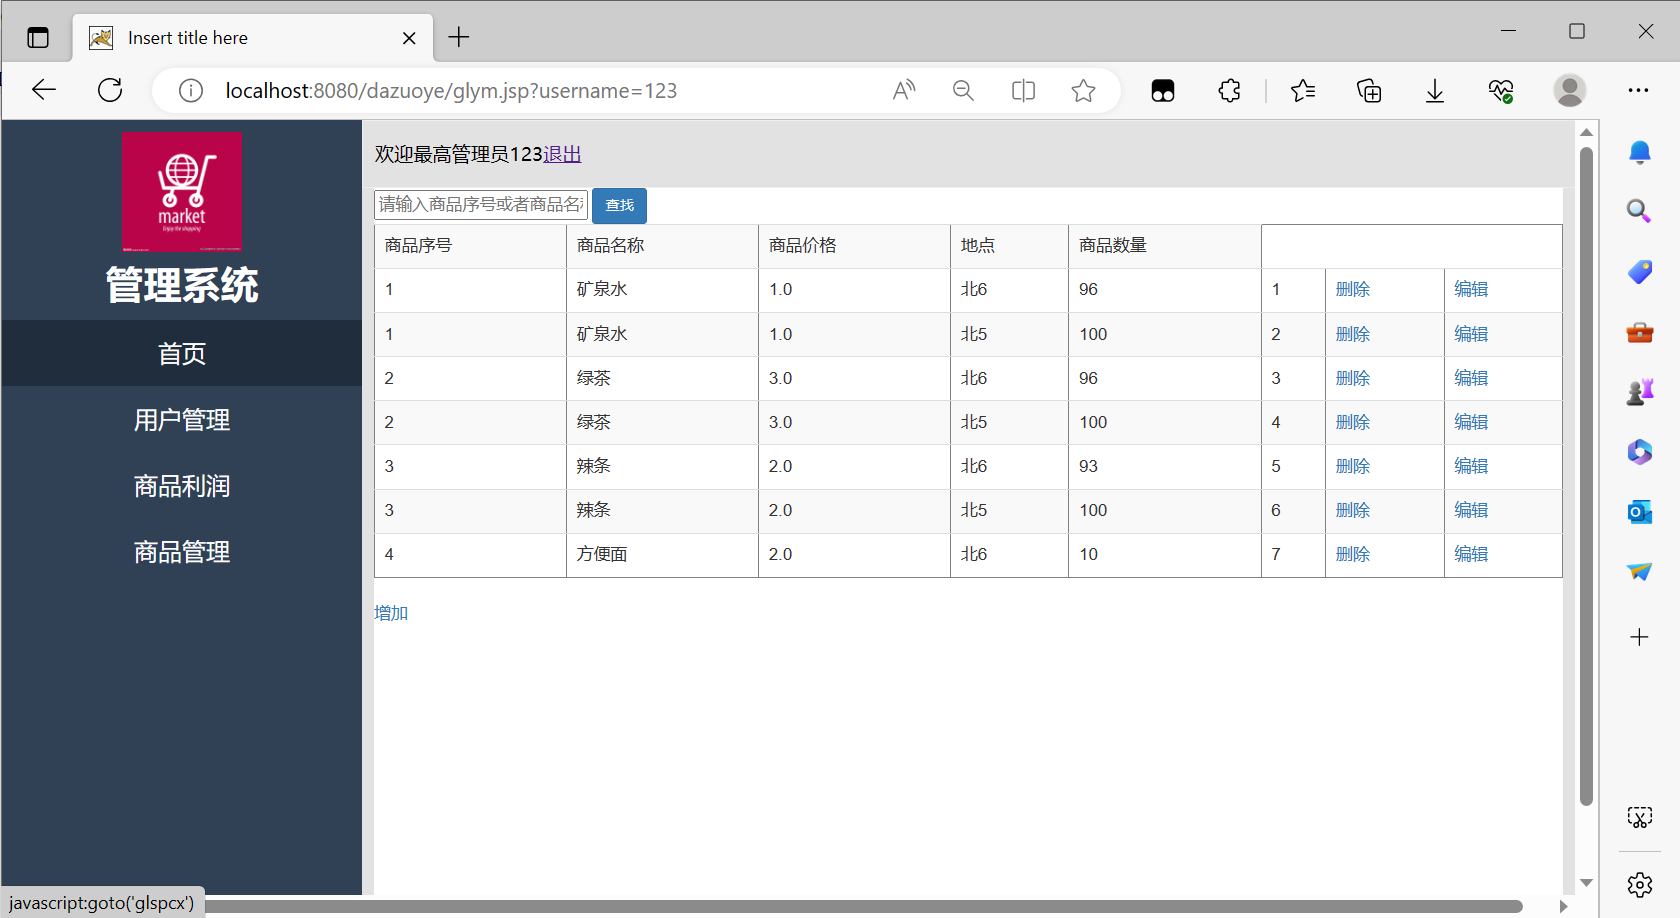 Insert title here
localhost:8080/dazuoye/glym.jsp?username=123
market
Enjoy the shopping
管理系统
首页
用户管理
商品利润
商品管理
欢迎最高管理员123退出
请输入商品序号或者商品名称 查找
商品序号 商品名称 商品价格 地点 商品数量
1 矿泉水 1.0 北6 96 1 删除 编辑
1 矿泉水 1.0 北5 100 2 删除 编辑
2 绿茶 3.0 北6 96 3 删除 编辑
2 绿茶 3.0 北5 100 4 删除 编辑
3 辣条 2.0 北6 93 5 删除 编辑
3 辣条 2.0 北5 100 6 删除 编辑
4 方便面 2.0 北6 10 7 删除 编辑
增加
javascript:goto('glspcx')